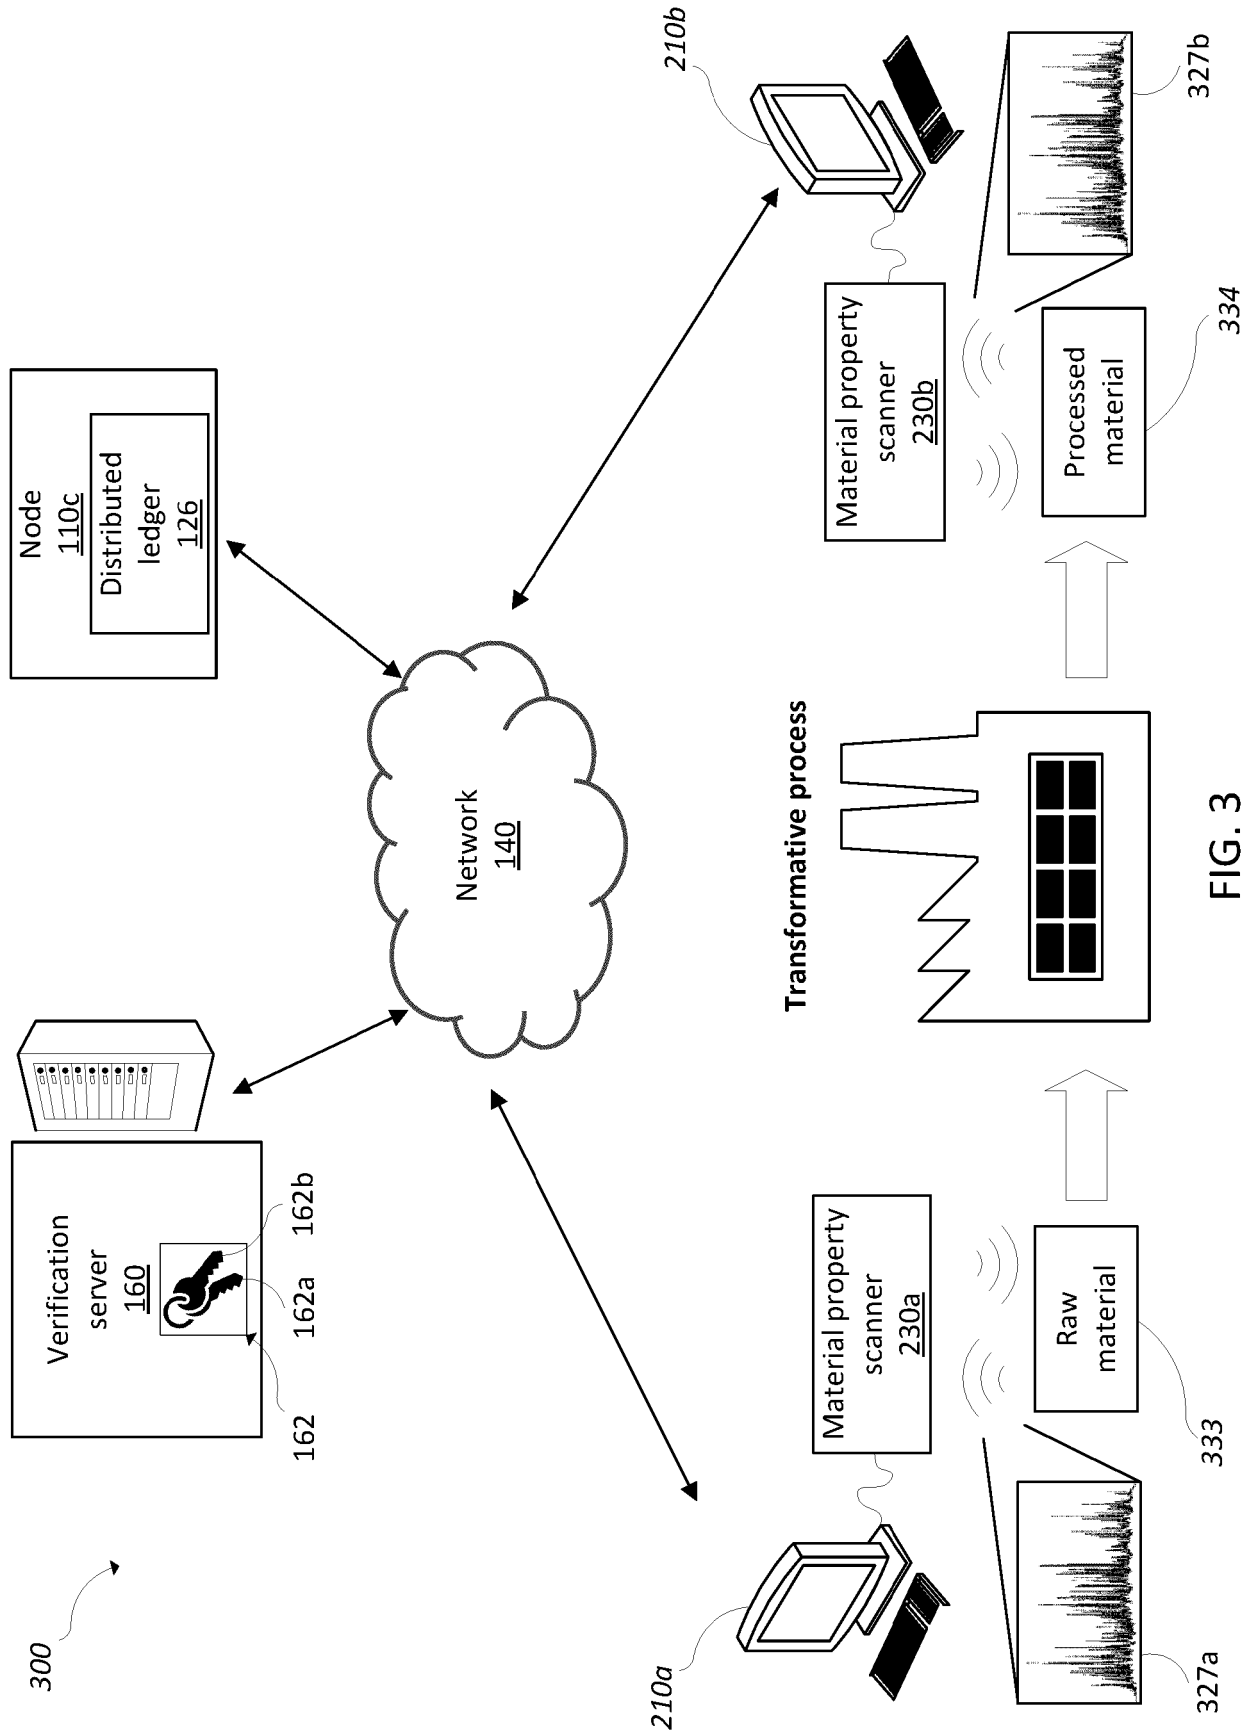 300
Verification
server
160
162
162a
162b
Node
110c
Distributed
ledger
126
Network
140
210a
210b
Material property
scanner
230a
Transformative process
Material property
scanner
230b
327a
Raw
material
333
Processed
material
334
327b
FIG. 3